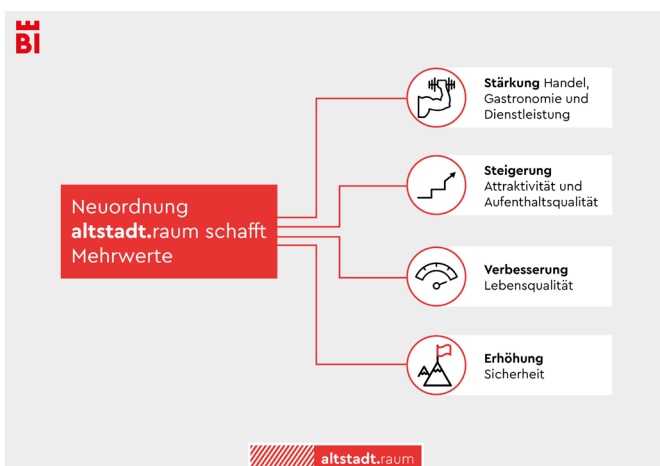 BI
Neuordnung
altstadt.raum schafft
Mehrwerte
Stärkung Handel,
Gastronomie und
Dienstleistung
Steigerung
Attraktivität und
Aufenthaltsqualität
Verbesserung
Lebensqualität
Erhöhung
Sicherheit
altstadt.raum